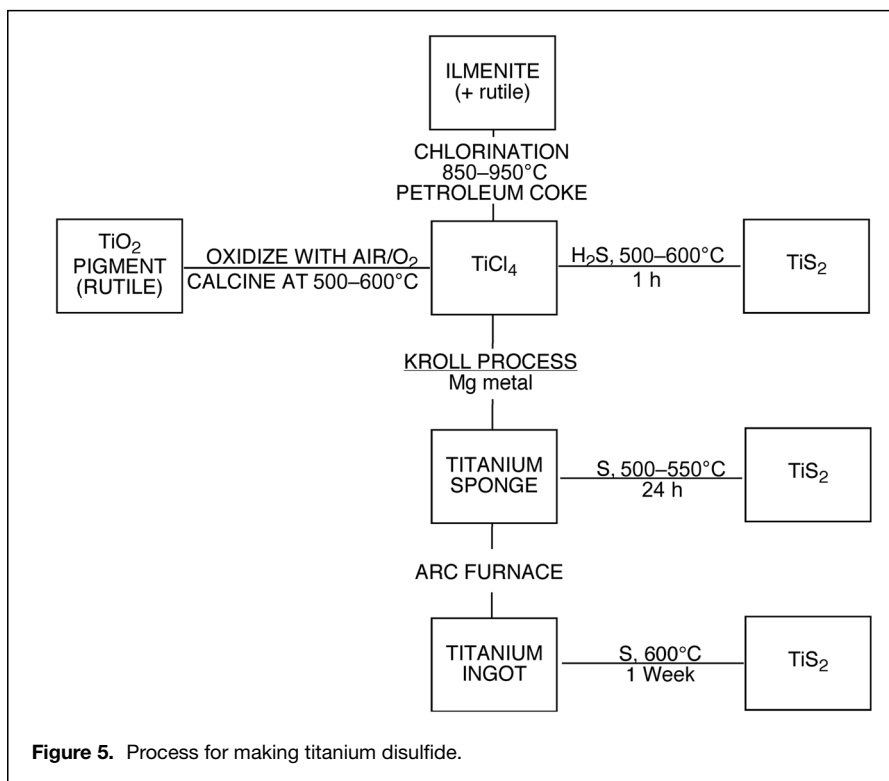 ILMENITE
(+ rutile)
CHLORINATION
850–950°C
PETROLEUM COKE
TiO₂
PIGMENT
(RUTILE)
OXIDIZE WITH AIR/O₂
CALCINE AT 500–600°C
TiCl₄
H₂S, 500–600°C
1 h
TiS₂
KROLL PROCESS
Mg metal
TITANIUM
SPONGE
S, 500–550°C
24 h
TiS₂
ARC FURNACE
TITANIUM
INGOT
S, 600°C
1 Week
TiS₂
Figure 5. Process for making titanium disulfide.